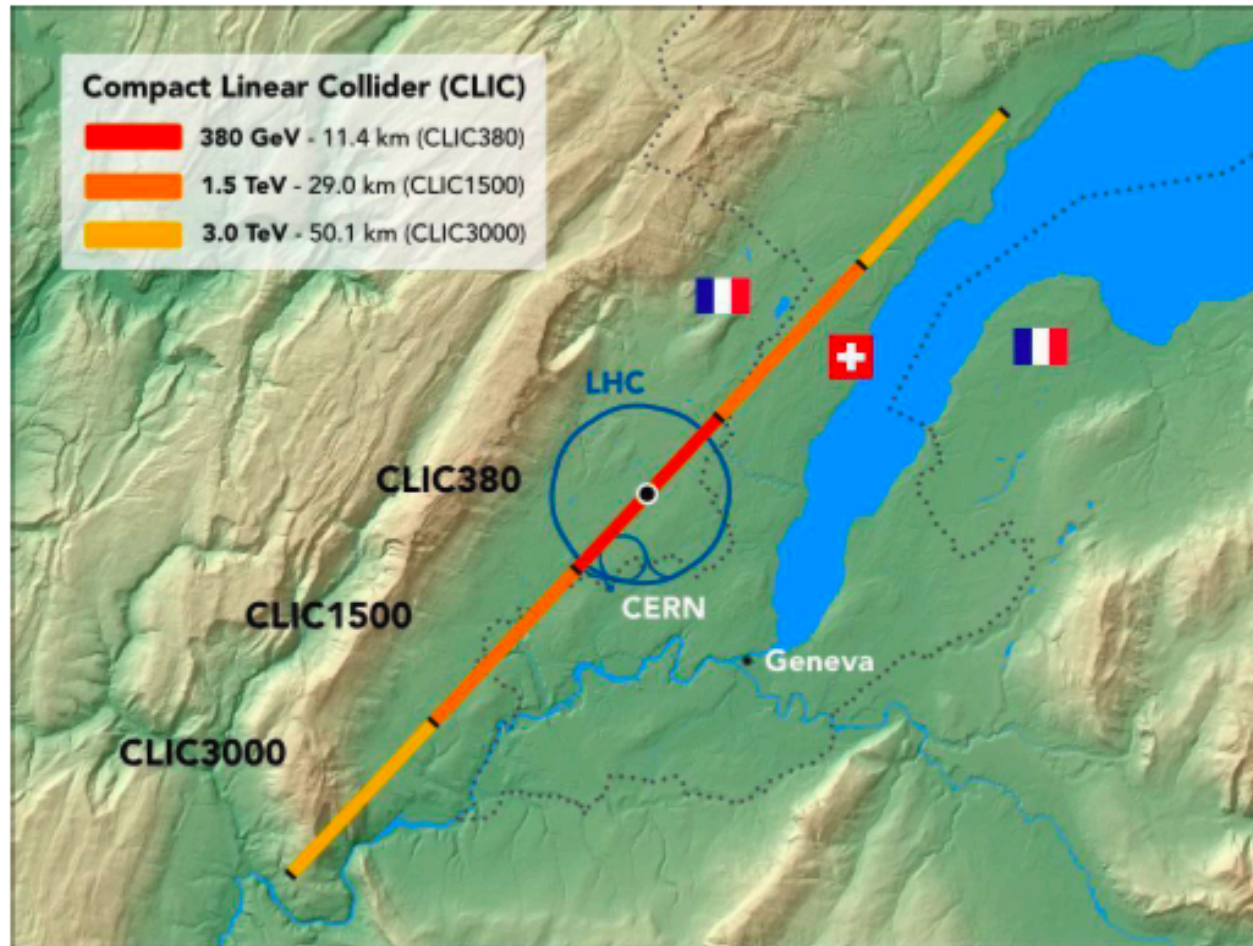 Compact Linear Collider (CLIC)
380 GeV - 11.4 km (CLIC380)
1.5 TeV - 29.0 km (CLIC1500)
3.0 TeV - 50.1 km (CLIC3000)
LHC
CLIC380
CLIC1500
CERN
Geneva
CLIC3000